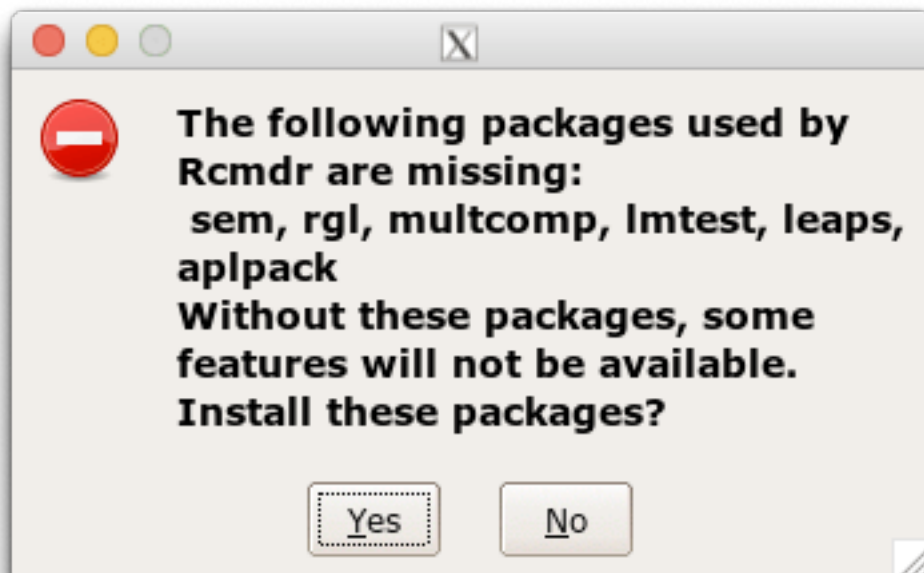 X
The following packages used by
Rcmdr are missing:
sem, rgl, multcomp, lmtest, leaps,
aplpack
Without these packages, some
features will not be available.
Install these packages?
Yes No